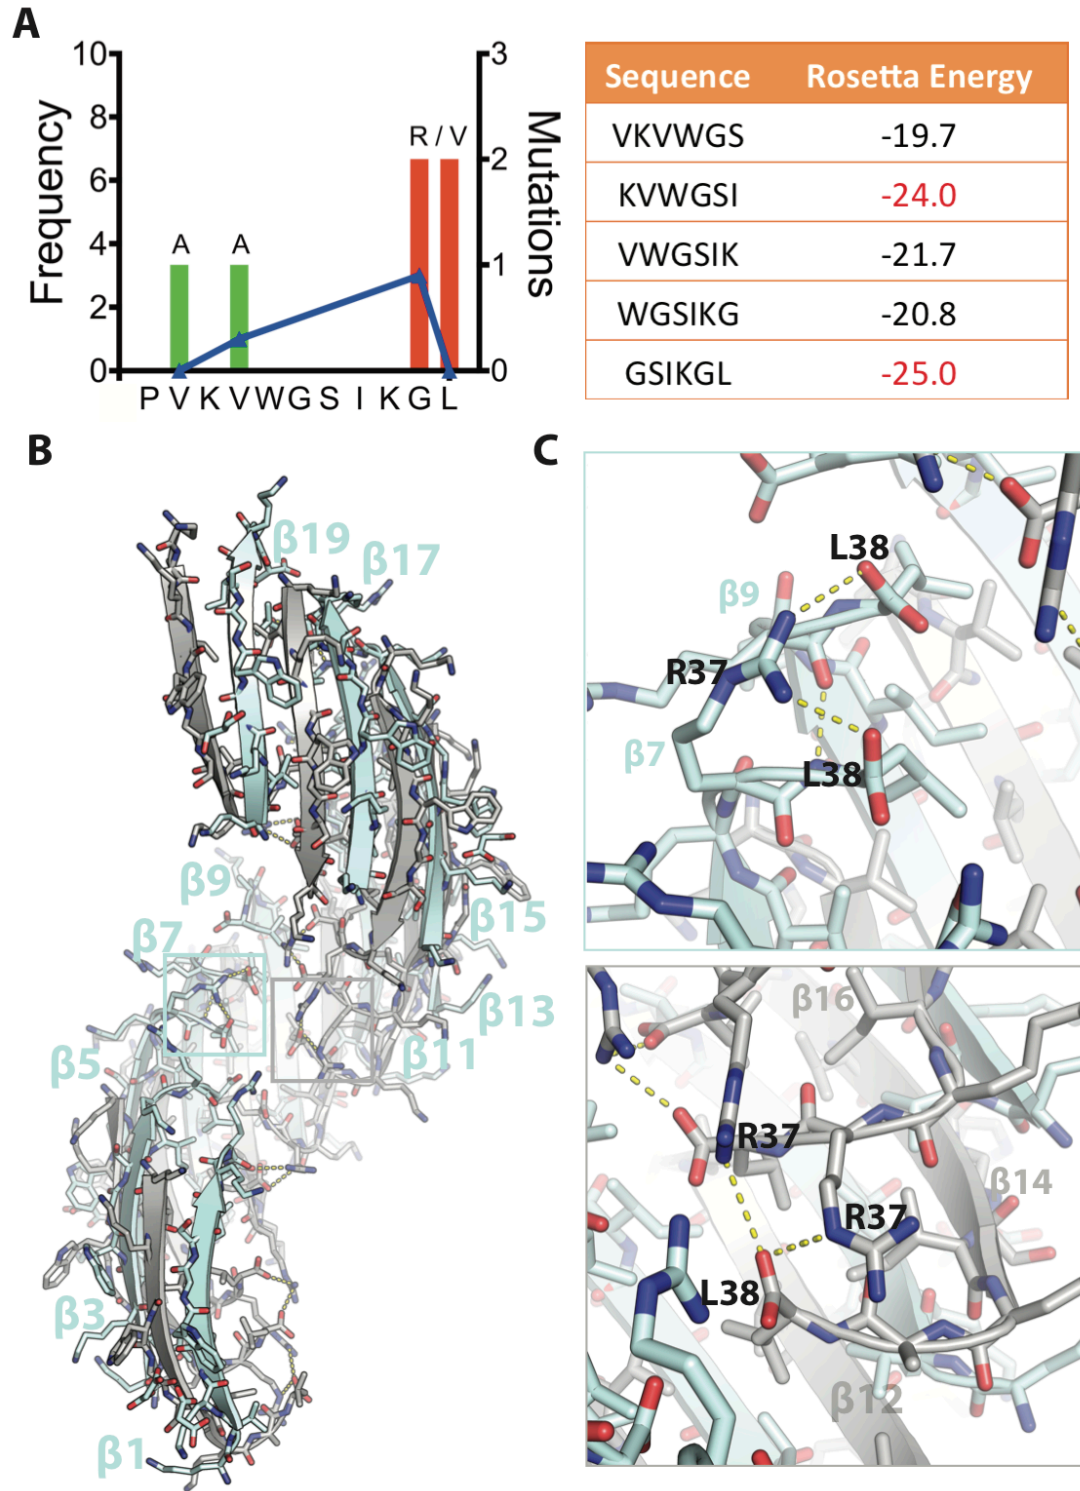 A
Frequency
10
8
6
4
2
0
A
A
R / V
3
2
1
0
Mutations
P V K V W G S I K G L
Sequence Rosetta Energy
VKVWGS -19.7
KVWGSI -24.0
VWGSIK -21.7
WGSIKG -20.8
GSIKGL -25.0
B
β19
β17
β9
β7
β15
β13
β5
β11
β3
β1
C
L38
β9
R37
β7
L38
β16
R37
β14
R37
L38
β12